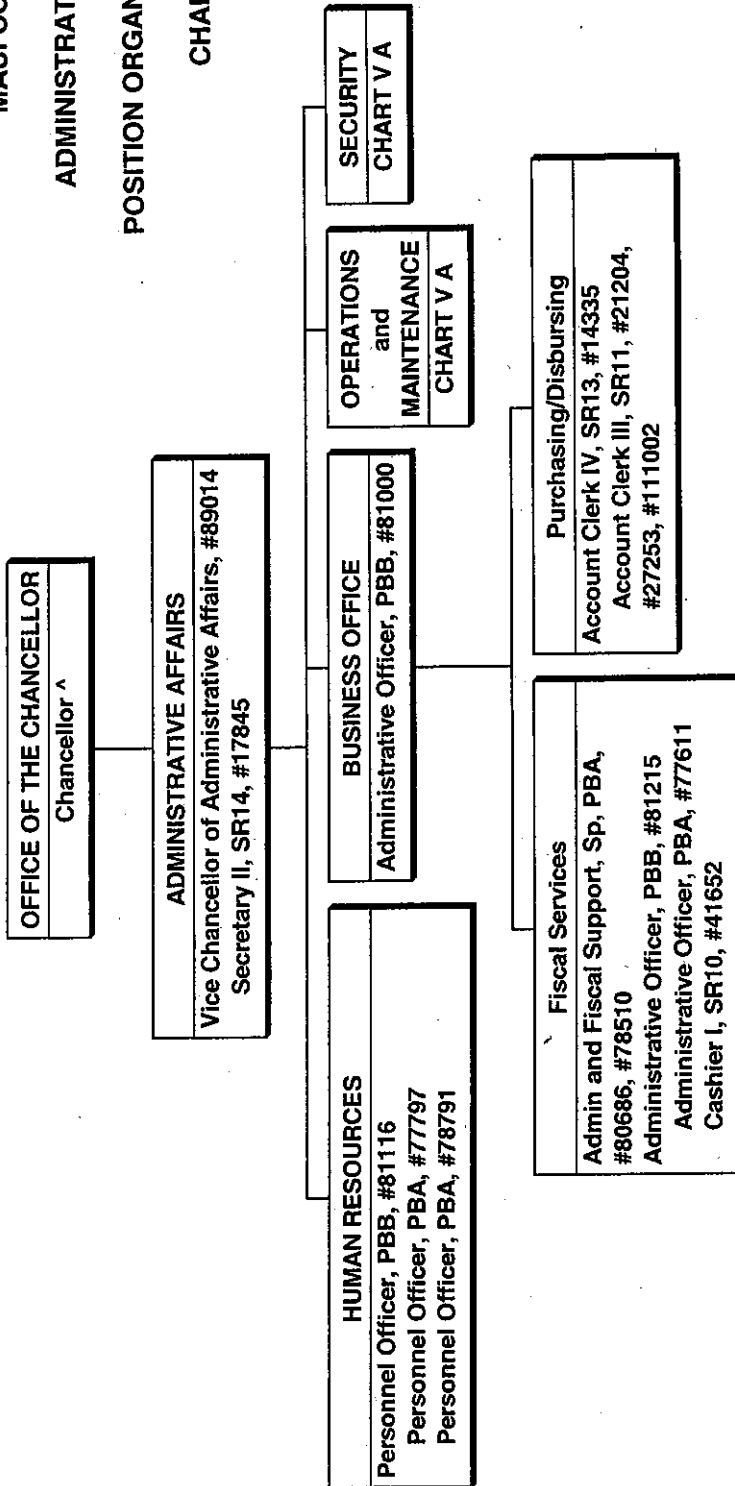 ADMINISTRAT
POSITION ORGAN
CHAR
OFFICE OF THE CHANCELLOR
Chancellor ^
ADMINISTRATIVE AFFAIRS
Vice Chancellor of Administrative Affairs, #89014
Secretary II, SR14, #17845
HUMAN RESOURCES
Personnel Officer, PBB, #81116
Personnel Officer, PBA, #77797
Personnel Officer, PBA, #78791
BUSINESS OFFICE
Administrative Officer, PBB, #81000
OPERATIONS
and
MAINTENANCE
CHART V A
SECURITY
CHART V A
Fiscal Services
Admin and Fiscal Support, Sp, PBA,
#80686, #78510
Administrative Officer, PBB, #81215
Administrative Officer, PBA, #77611
Cashier I, SR10, #41652
Purchasing/Disbursing
Account Clerk IV, SR13, #14335
Account Clerk III, SR11, #21204,
#27253, #111002